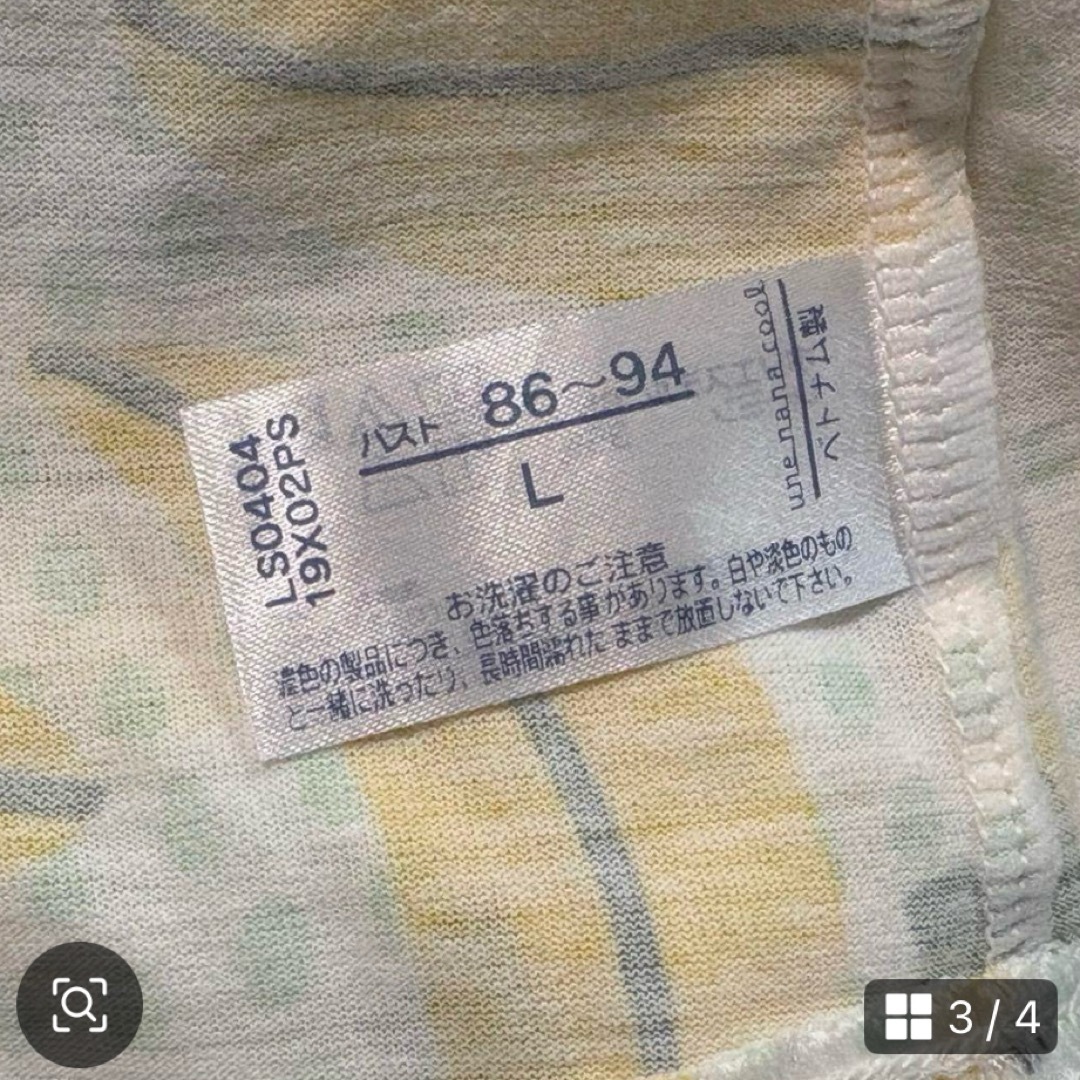 LS0404
19X02PS
バスト 86～94
L
une nana cool
ベトナム製
お洗濯のご注意
濃色の製品につき、色落ちする事があります。白や淡色のもの
と一緒に洗ったり、長時間濡れたままで放置しないで下さい。
3 / 4